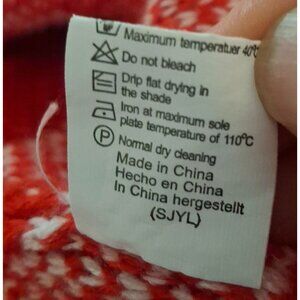 Maximum temperatuer 40°C
Do not bleach
Drip flat drying in
the shade
Iron at maximum sole
plate temperature of 110°C
P Normal dry cleaning
Made in China
Hecho en China
In China hergestellt
(SJYL)